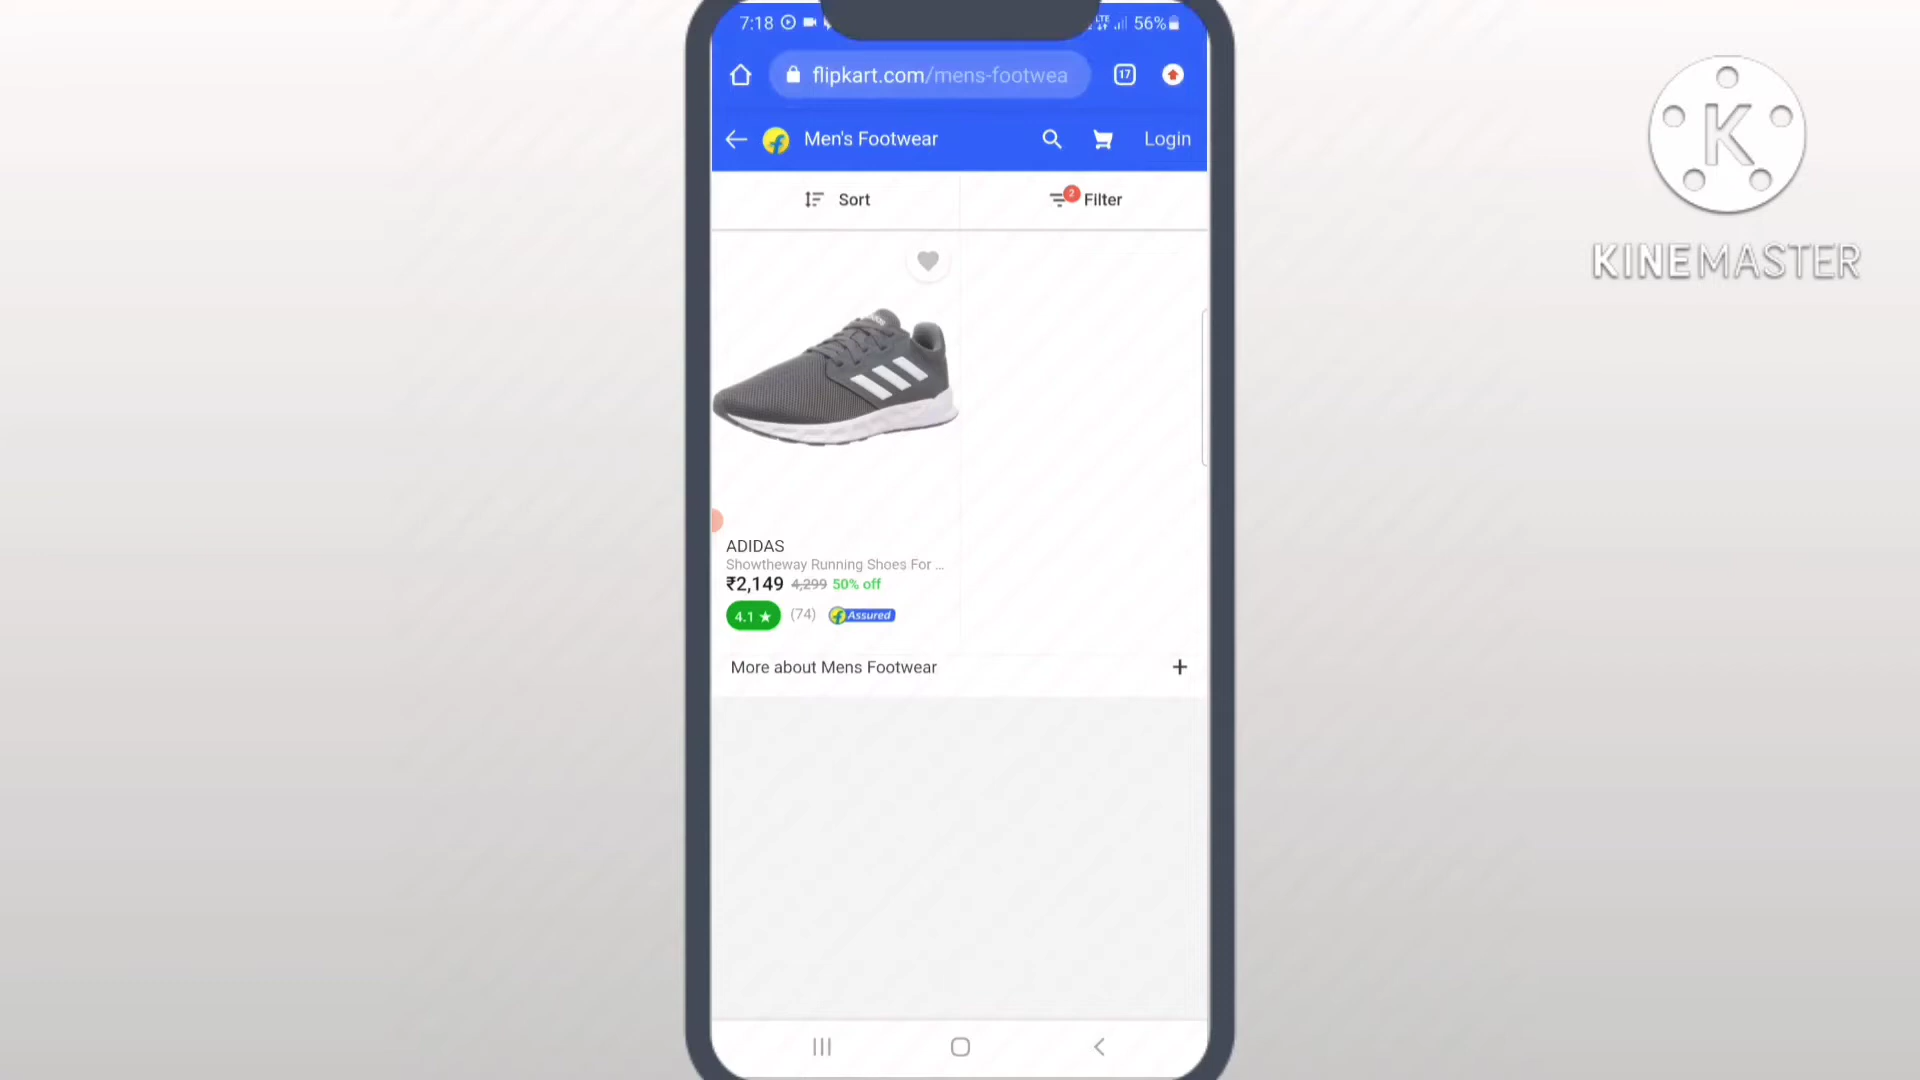 7:18 56%
flipkart.com/mens-footwea 17
Men's Footwear Login
Sort 2 Filter
ADIDAS
Showtheway Running Shoes For ...
₹2,149 4,299 50% off
4.1 ★ (74) Assured
More about Mens Footwear +
K
KINEMASTER